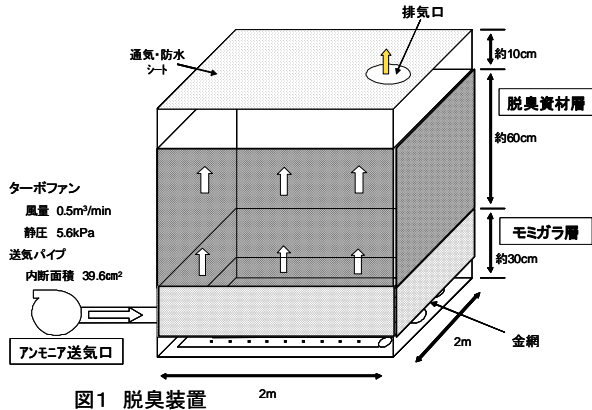 排気口
通気・防水
シート
約10cm
脱臭資材層
約60cm
ターボファン
風量 0.5m³/min
静圧 5.6kPa
送気パイプ
内断面積 39.6cm²
モミガラ層
約30cm
アンモニア送気口
2m
金網
2m
図1 脱臭装置